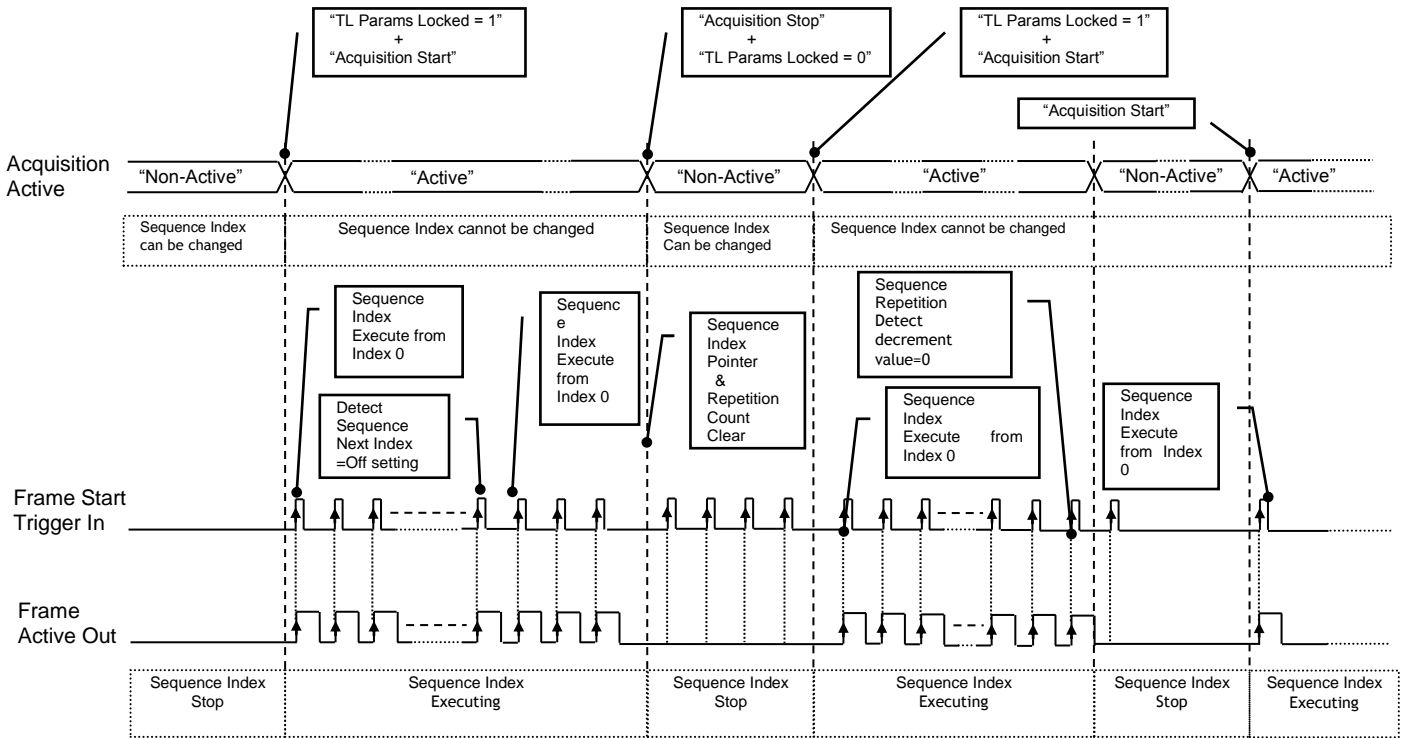 “TL Params Locked = 1”
+
“Acquisition Start”
“Acquisition Stop”
+
“TL Params Locked = 0”
“TL Params Locked = 1”
+
“Acquisition Start”
“Acquisition Start”
Acquisition
Active
“Non-Active”
“Active”
“Non-Active”
“Active”
“Non-Active”
“Active”
Sequence Index
can be changed
Sequence Index cannot be changed
Sequence Index
Can be changed
Sequence Index cannot be changed
Sequence
Index
Execute from
Index 0
Detect
Sequence
Next Index
=Off setting
Sequenc
e
Index
Execute
from
Index 0
Sequence
Index
Pointer
&
Repetition
Count
Clear
Sequence
Repetition
Detect
decrement
value=0
Sequence
Index
Execute from
Index 0
Sequence
Index
Execute
from Index
0
Frame Start
Trigger In
Frame
Active Out
Sequence Index
Stop
Sequence Index
Executing
Sequence Index
Stop
Sequence Index
Executing
Sequence Index
Stop
Sequence Index
Executing